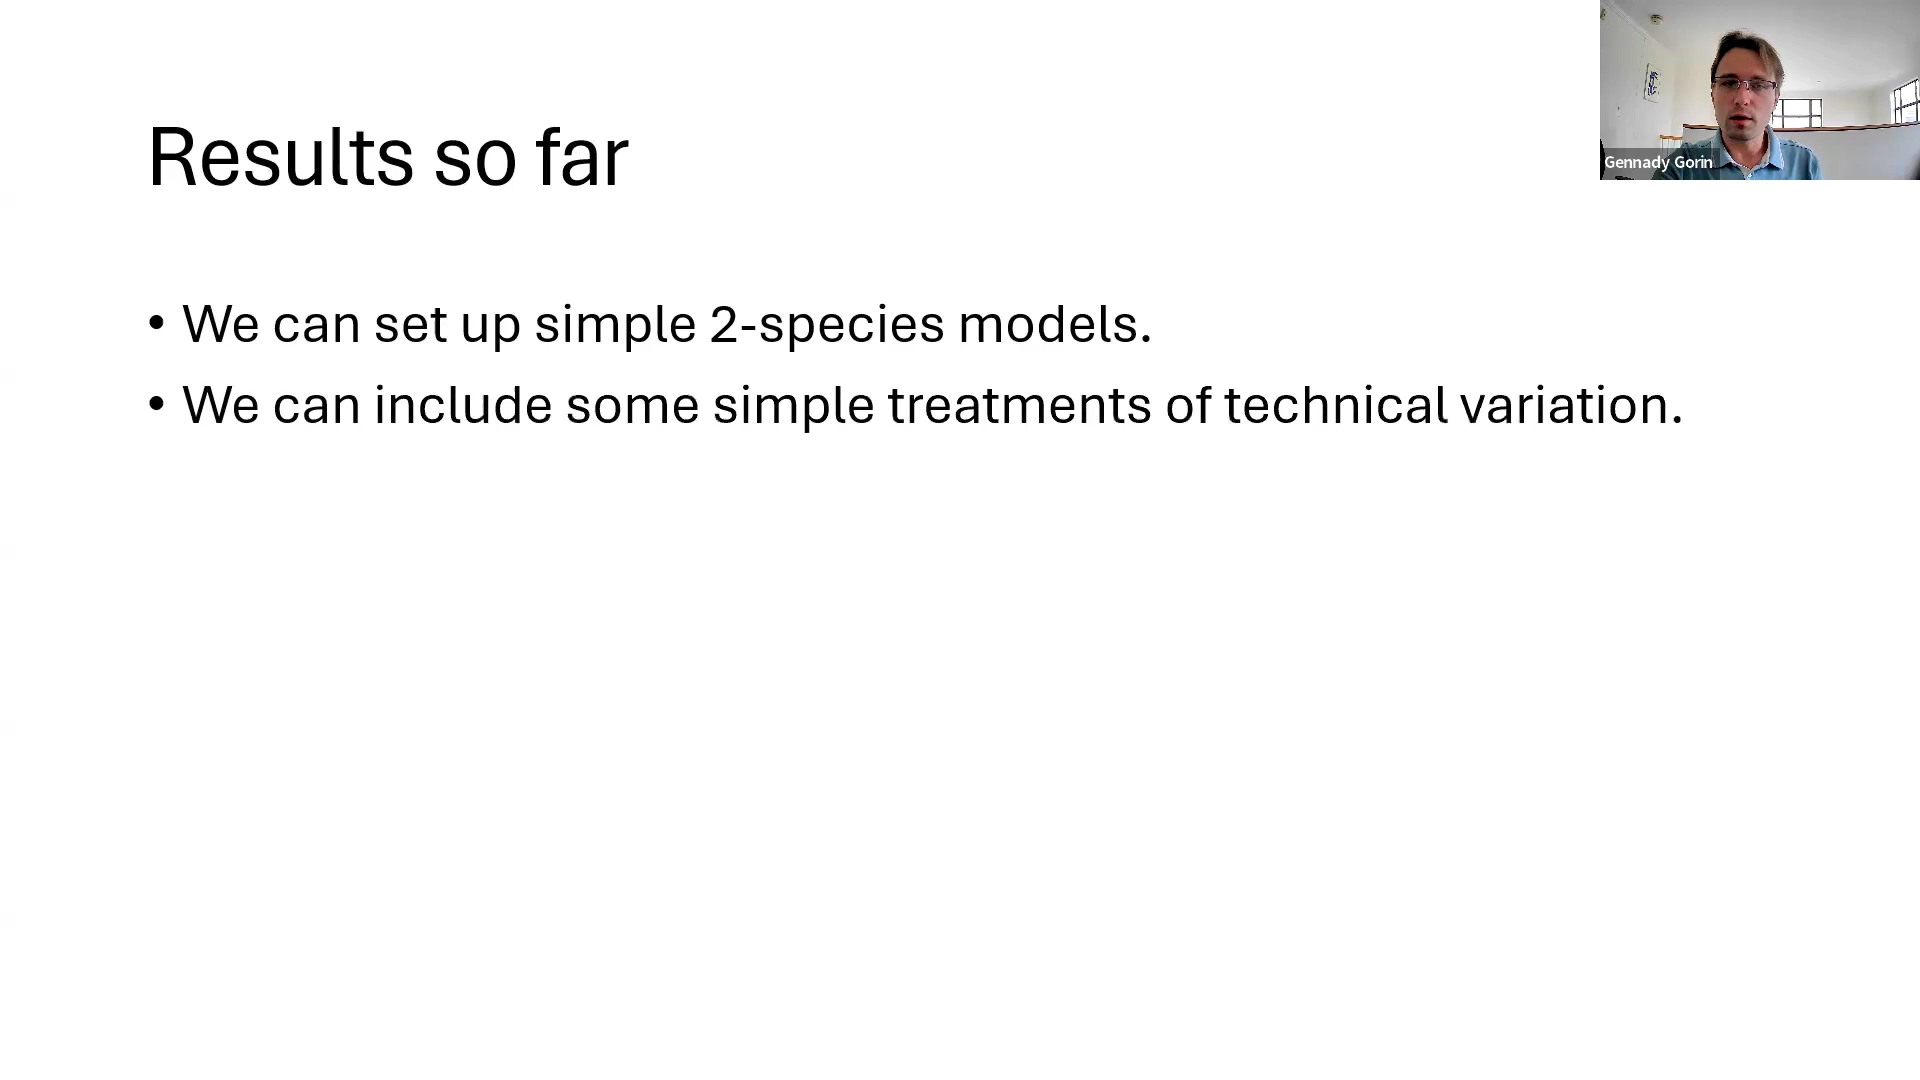 Results so far
Gennady Gorin
• We can set up simple 2-species models.
• We can include some simple treatments of technical variation.